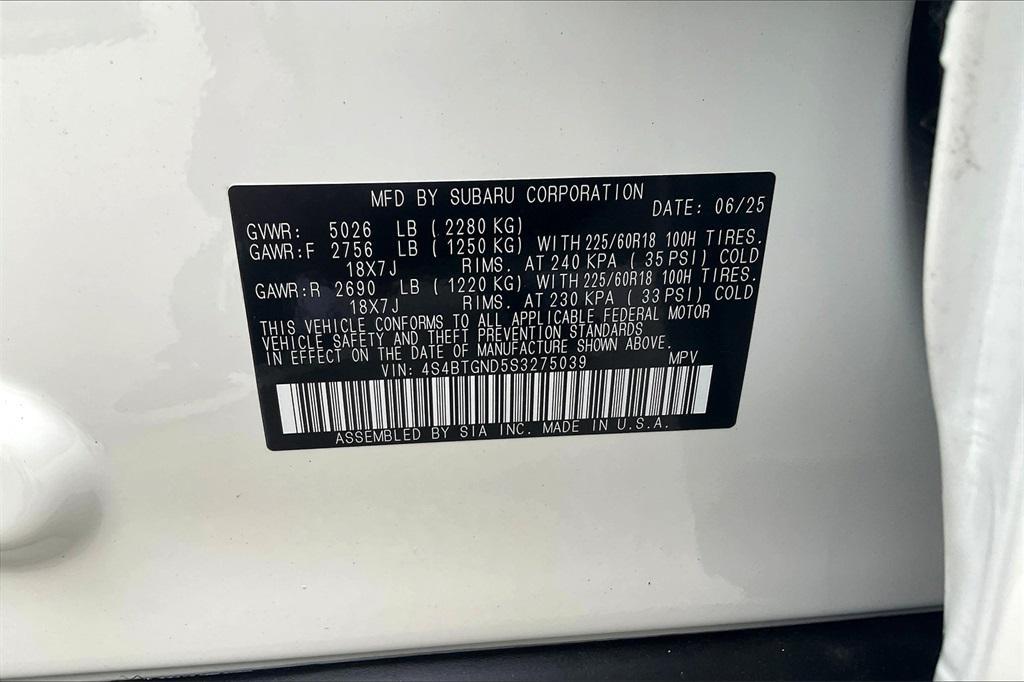 MFD BY SUBARU CORPORATION DATE: 06/25
GVWR: 5026 LB ( 2280 KG)
GAWR:F 2756 LB ( 1250 KG) WITH 225/60R18 100H TIRES.
18X7J RIMS. AT 240 KPA ( 35 PSI) COLD
GAWR:R 2690 LB ( 1220 KG) WITH 225/60R18 100H TIRES.
18X7J RIMS. AT 230 KPA ( 33 PSI) COLD
THIS VEHICLE CONFORMS TO ALL APPLICABLE FEDERAL MOTOR
VEHICLE SAFETY AND THEFT PREVENTION STANDARDS
IN EFFECT ON THE DATE OF MANUFACTURE SHOWN ABOVE.
VIN: 4S4BTGND5S3275039 MPV
ASSEMBLED BY SIA INC. MADE IN U.S.A.